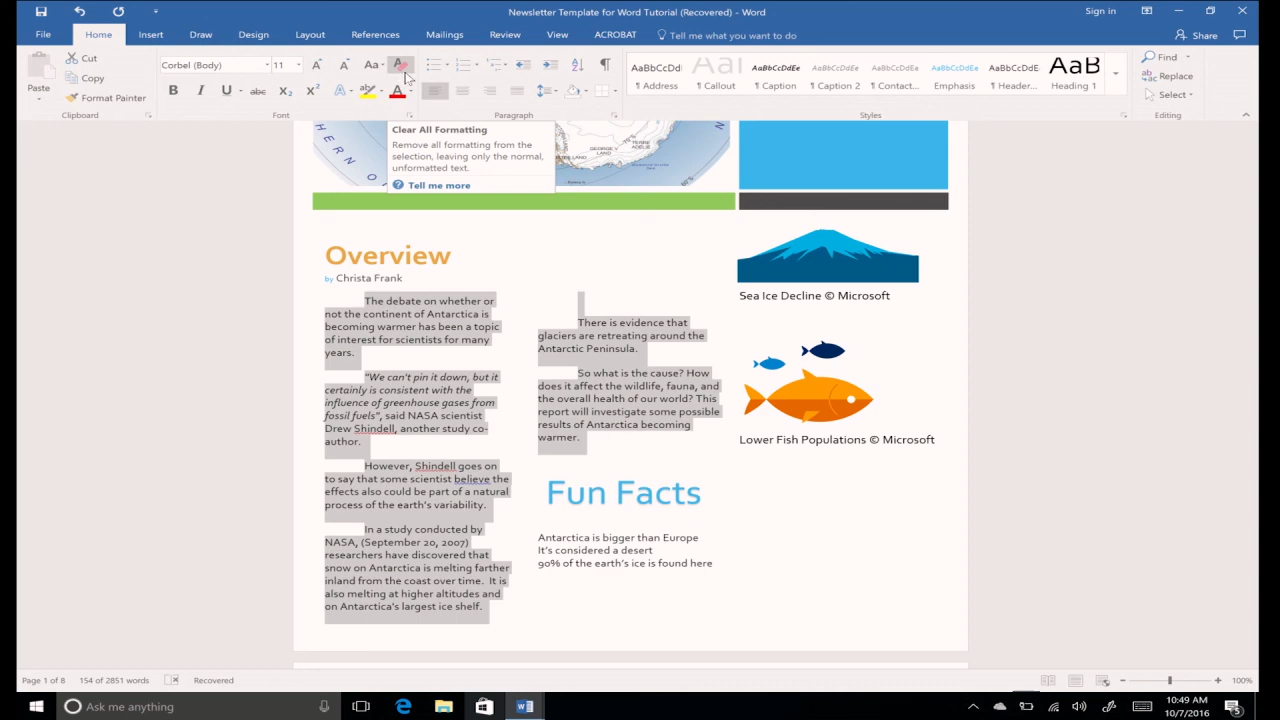 Newsletter Template for Word Tutorial (Recovered) - Word
Sign in
File Home Insert Draw Design Layout References Mailings Review View ACROBAT Tell me what you want to do
Share
Paste
Cut
Copy
Format Painter
Clipboard
Corbel (Body) 11
Aa A
B I U abc X₂ X² A aby A
Font
Paragraph
AaBbCcDd AaBb AaBbCcDdEe AaBbCcDdEe AaBbCcDdEe AaBbCcDdEe AaBbCcDdEe AaB
¶ Address ¶ Callout ¶ Caption ¶ Caption 2 ¶ Contact... Emphasis ¶ Header... Heading 1
Styles
Find
Replace
Select
Editing
Clear All Formatting
Remove all formatting from the
selection, leaving only the normal,
unformatted text.
Tell me more
HERN
O
GEORGE V
LAND
TERRE
ADELIE
60°S
Overview
by Christa Frank
The debate on whether or
not the continent of Antarctica is
becoming warmer has been a topic
of interest for scientists for many
years.
"We can't pin it down, but it
certainly is consistent with the
influence of greenhouse gases from
fossil fuels", said NASA scientist
Drew Shindell, another study co-
author.
However, Shindell goes on
to say that some scientist believe the
effects also could be part of a natural
process of the earth's variability.
In a study conducted by
NASA, (September 20, 2007)
researchers have discovered that
snow on Antarctica is melting farther
inland from the coast over time. It is
also melting at higher altitudes and
on Antarctica's largest ice shelf.
There is evidence that
glaciers are retreating around the
Antarctic Peninsula.
So what is the cause? How
does it affect the wildlife, fauna, and
the overall health of our world? This
report will investigate some possible
results of Antarctica becoming
warmer.
Fun Facts
Antarctica is bigger than Europe
It's considered a desert
90% of the earth's ice is found here
Sea Ice Decline © Microsoft
Lower Fish Populations © Microsoft
Page 1 of 8 154 of 2851 words Recovered
100%
Ask me anything
10:49 AM
10/7/2016
5